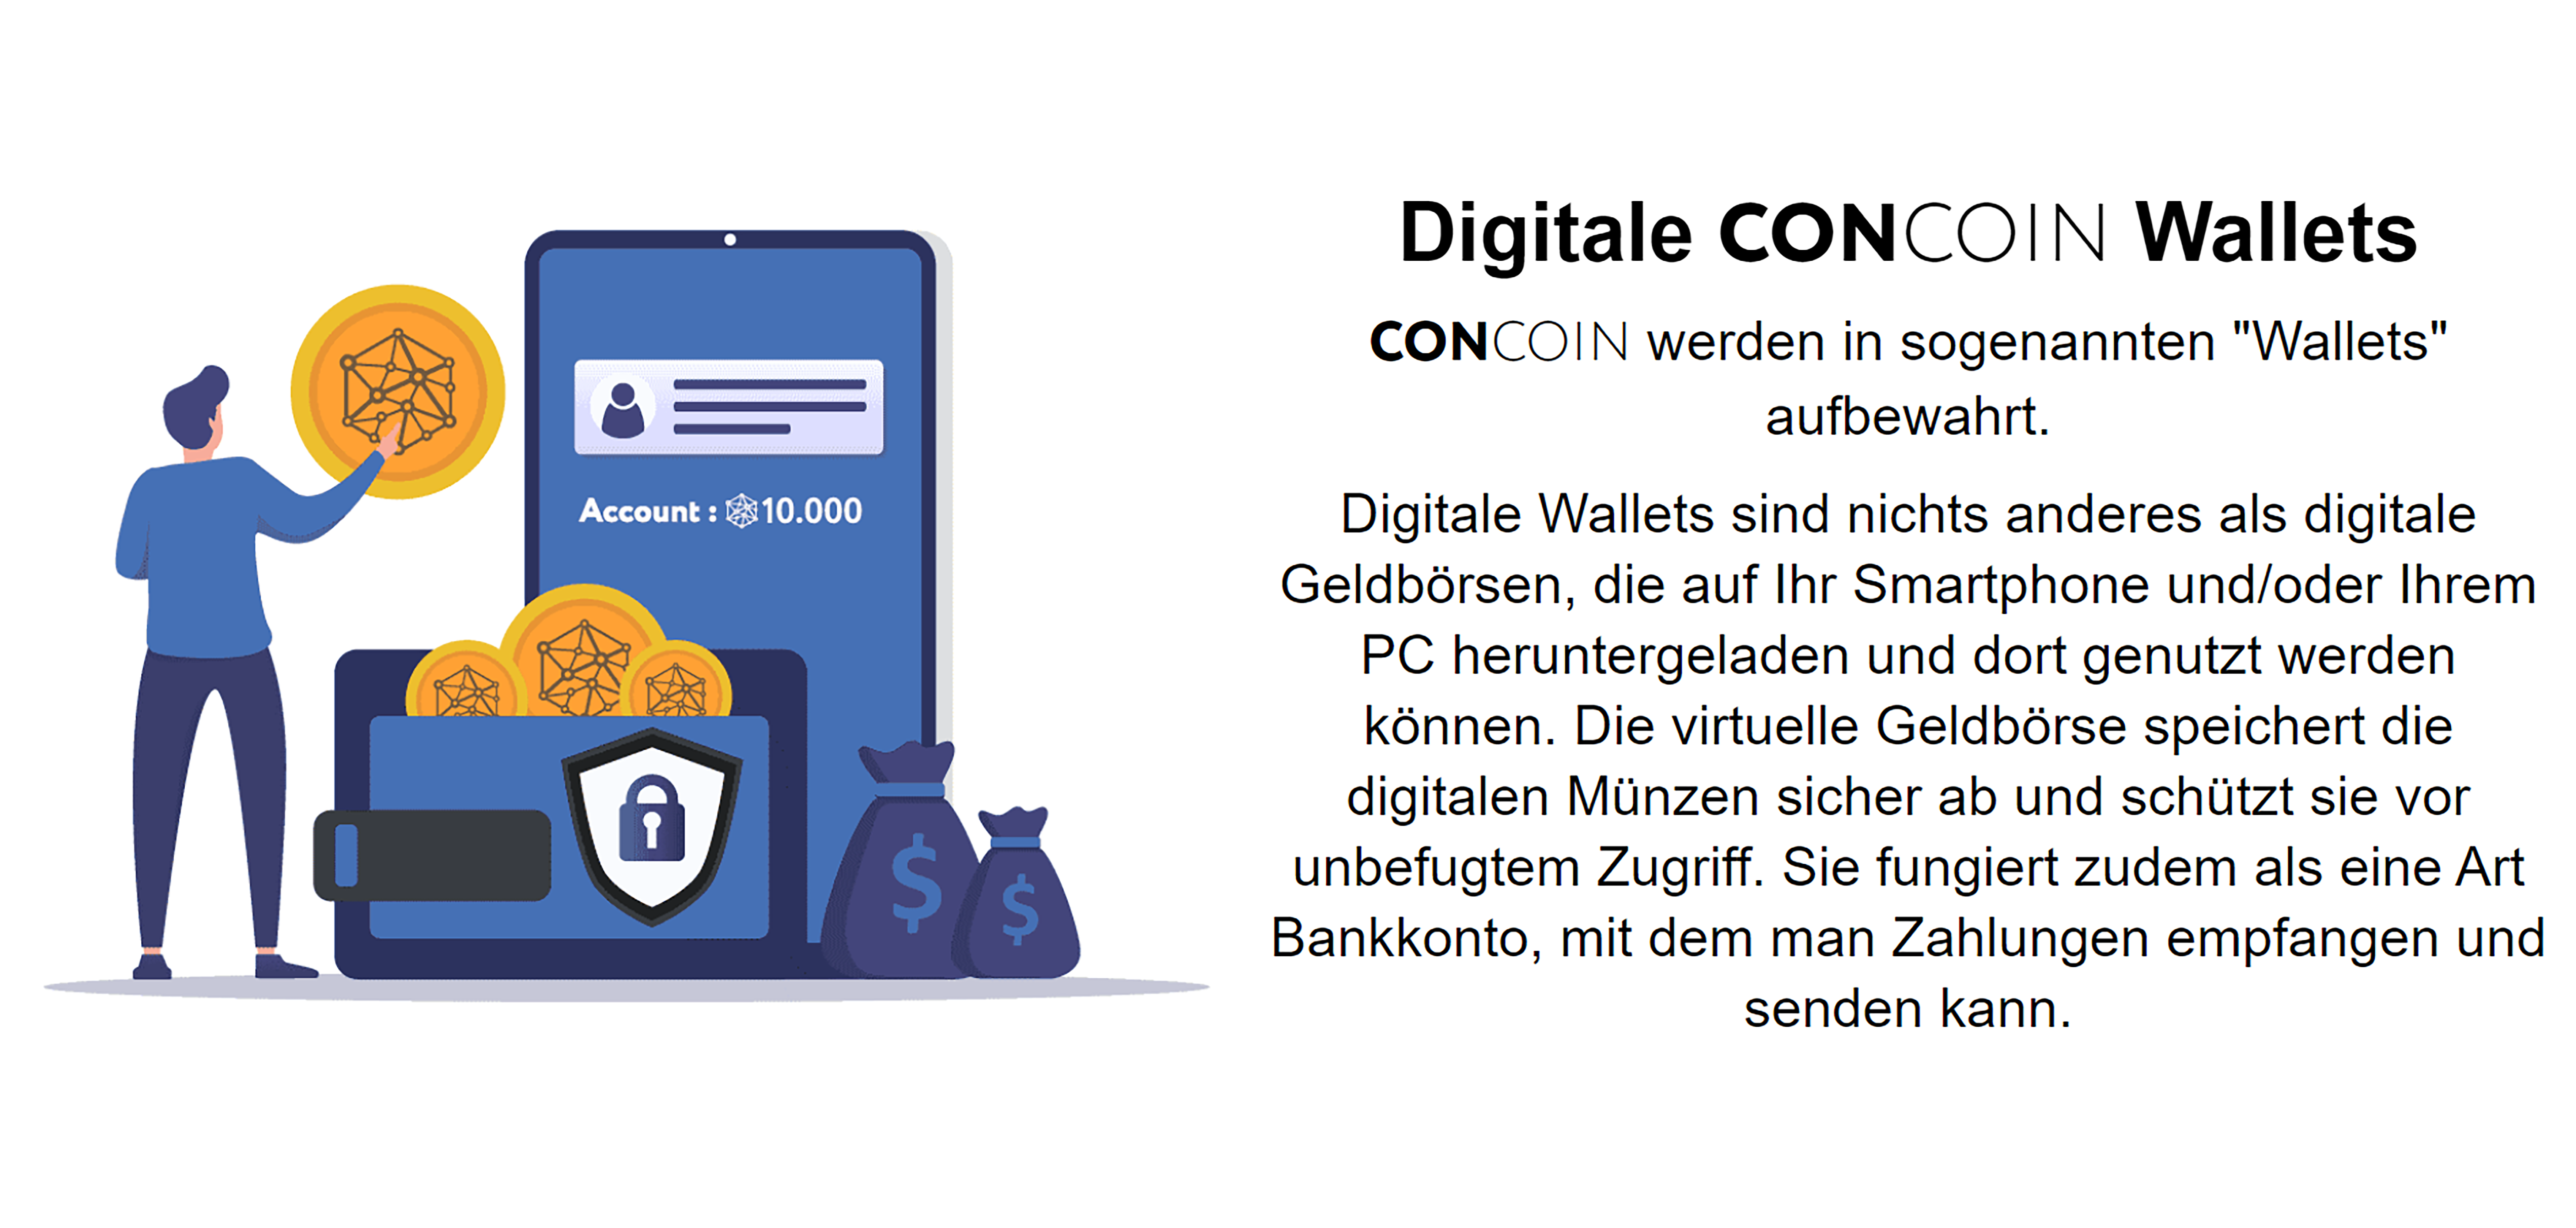 Digitale CONCOIN Wallets
CONCOIN werden in sogenannten "Wallets"
aufbewahrt.
Digitale Wallets sind nichts anderes als digitale
Geldbörsen, die auf Ihr Smartphone und/oder Ihrem
PC heruntergeladen und dort genutzt werden
können. Die virtuelle Geldbörse speichert die
digitalen Münzen sicher ab und schützt sie vor
unbefugtem Zugriff. Sie fungiert zudem als eine Art
Bankkonto, mit dem man Zahlungen empfangen und
senden kann.
Account : 10.000
$
$